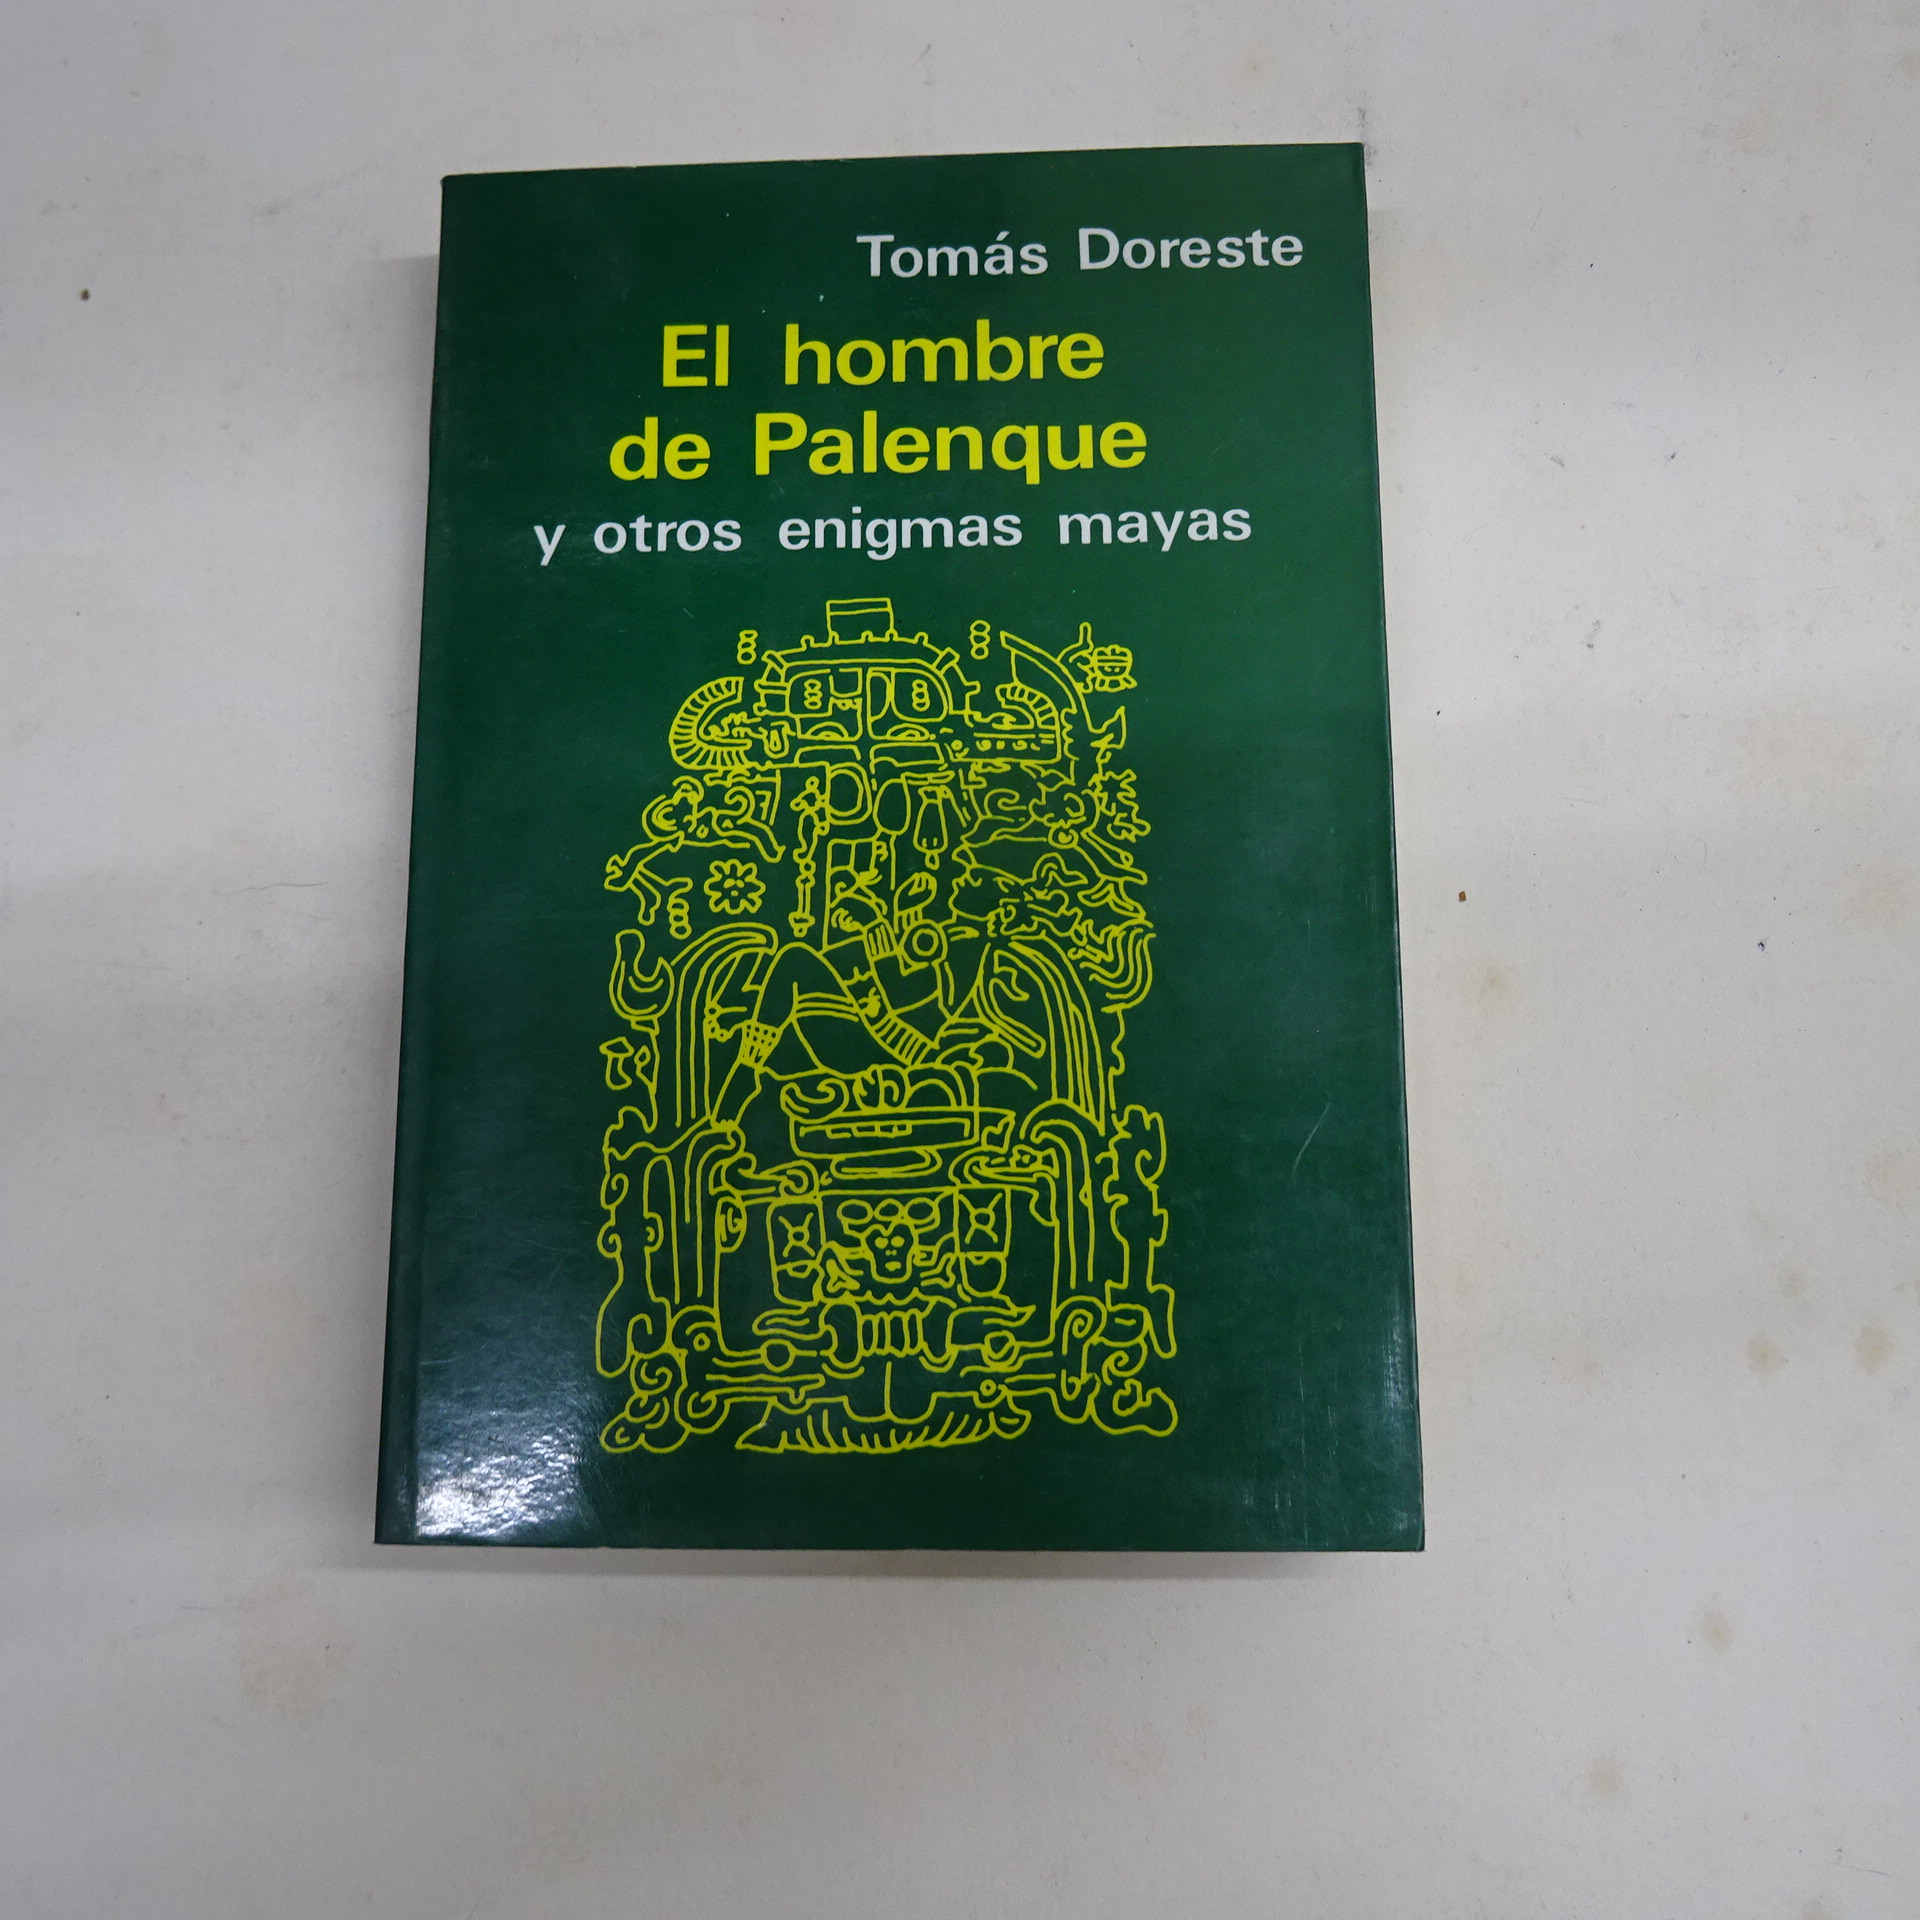 Tomás Doreste
El hombre
de Palenque
y otros enigmas mayas